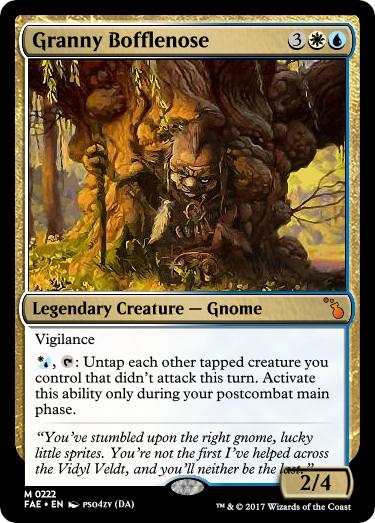 Granny Bofflenose 3
Legendary Creature — Gnome
Vigilance
, : Untap each other tapped creature you
control that didn't attack this turn. Activate
this ability only during your postcombat main
phase.
“You've stumbled upon the right gnome, lucky
little sprites. You're not the first I've helped across
the Vidyl Veldt, and you'll neither be the last.”
2/4
M 0222
FAE • EN PSO4ZY (DA)
™ & © 2017 Wizards of the Coast